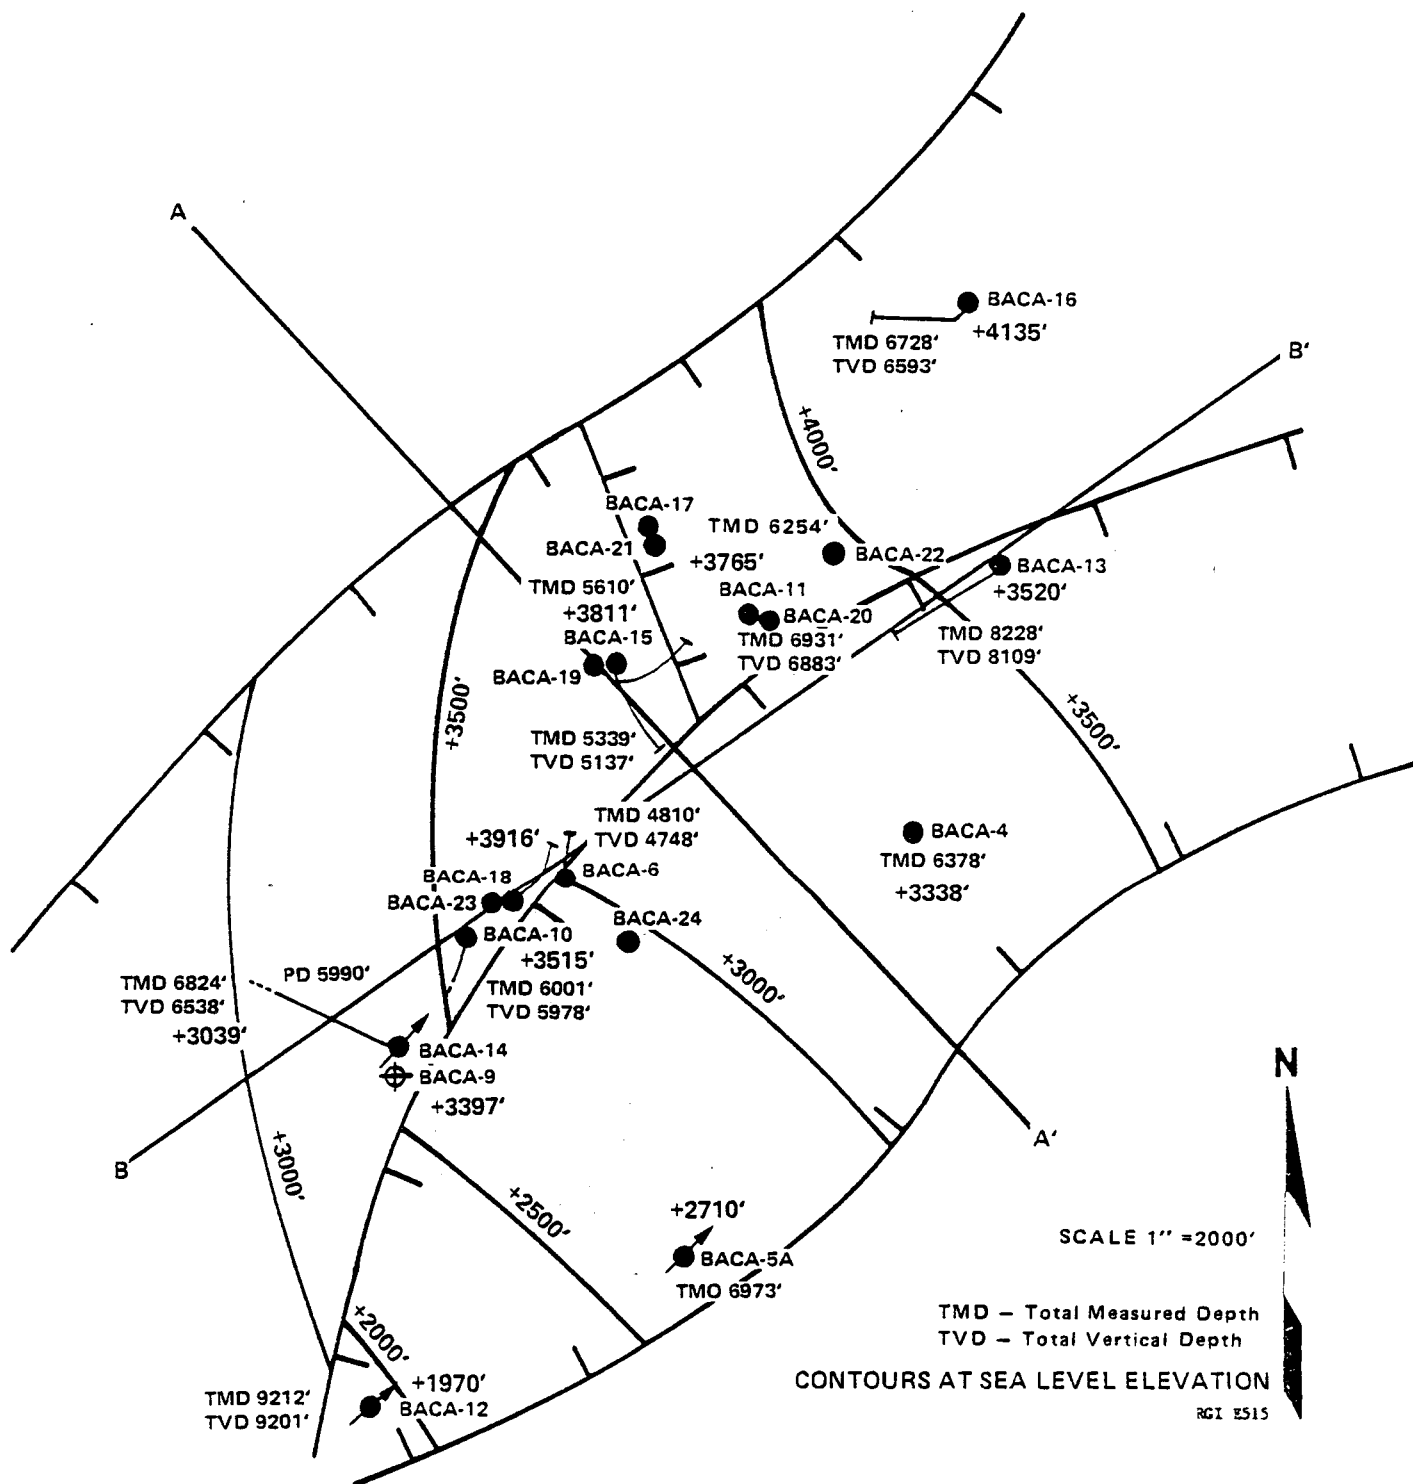 A
BACA-16
+4135'
TMD 6728'
TVD 6593'
B'
+4000'
BACA-17
TMD 6254'
BACA-21
+3765'
BACA-22
BACA-13
+3520'
TMD 5610'
+3811'
BACA-11
BACA-20
BACA-15
TMD 6931'
TVD 6883'
TMD 8228'
TVD 8109'
BACA-19
+3500'
+3500'
TMD 5339'
TVD 5137'
TMD 4810'
TVD 4748'
+3916'
BACA-4
TMD 6378'
+3338'
BACA-18
BACA-6
BACA-23
BACA-24
BACA-10
+3515'
+3000'
PD 5990'
TMD 6824'
TVD 6538'
+3039'
TMD 6001'
TVD 5978'
BACA-14
BACA-9
+3397'
N
A'
B
+3000'
+2500'
+2710'
BACA-5A
TMO 6973'
SCALE 1" =2000'
+2000'
TMD – Total Measured Depth
TVD – Total Vertical Depth
+1970'
BACA-12
TMD 9212'
TVD 9201'
CONTOURS AT SEA LEVEL ELEVATION
RGI E515